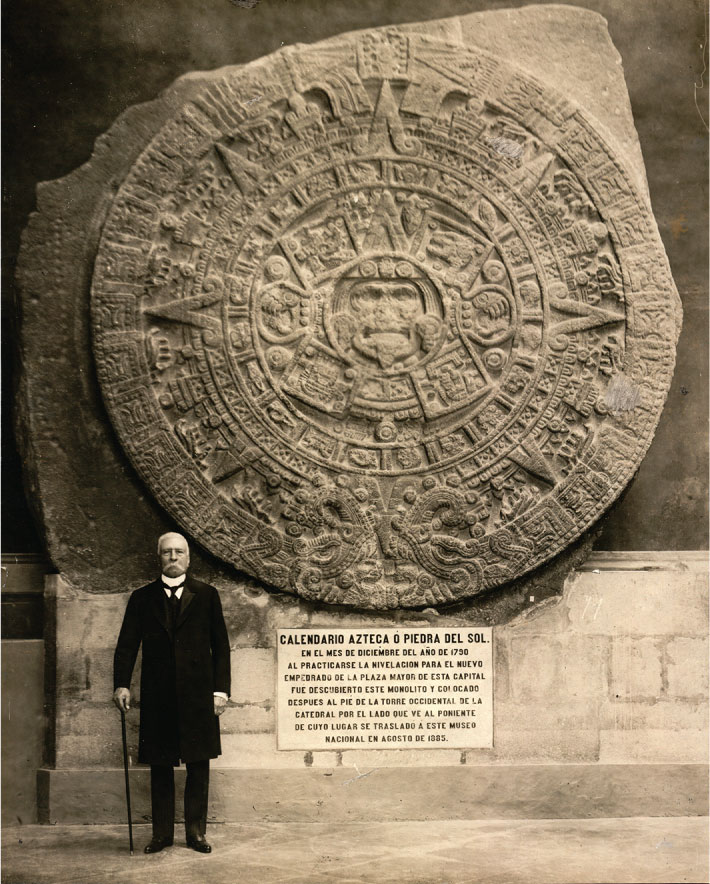 CALENDARIO AZTECA Ó PIEDRA DEL SOL.
EN EL MES DE DICIEMBRE DEL AÑO DE 1790
AL PRACTICARSE LA NIVELACION PARA EL NUEVO
EMPEDRADO DE LA PLAZA MAYOR DE ESTA CAPITAL
FUE DESCUBIERTO ESTE MONOLITO Y COLOCADO
DESPUES AL PIE DE LA TORRE OCCIDENTAL DE LA
CATEDRAL POR EL LADO QUE VE AL PONIENTE
DE CUYO LUGAR SE TRASLADO A ESTE MUSEO
NACIONAL EN AGOSTO DE 1885.